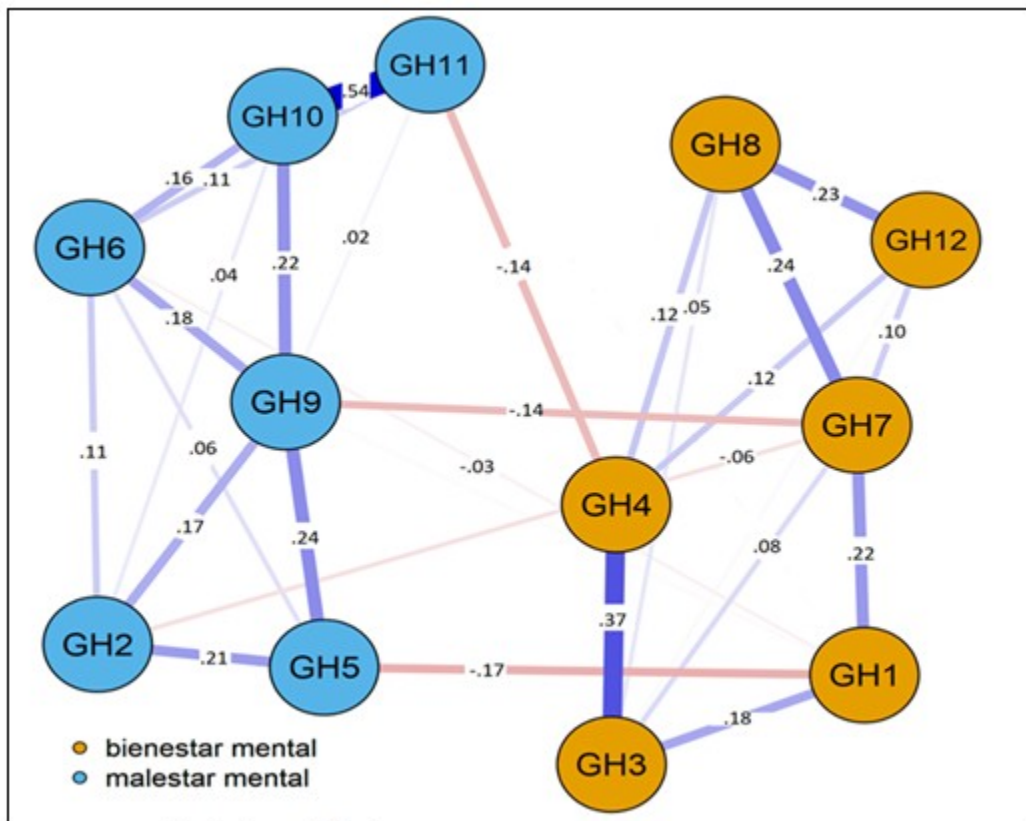 GH11
.54
GH10
GH8
.16
.11
.23
GH6
GH12
.02
.22
.04
-.14
.24
.18
.12
.05
.10
.12
GH9
-.14
GH7
.11
.06
-.03
-.06
GH4
.17
.24
.08
.22
.37
GH2
.21
GH5
-.17
GH1
.18
GH3
bienestar mental
malestar mental